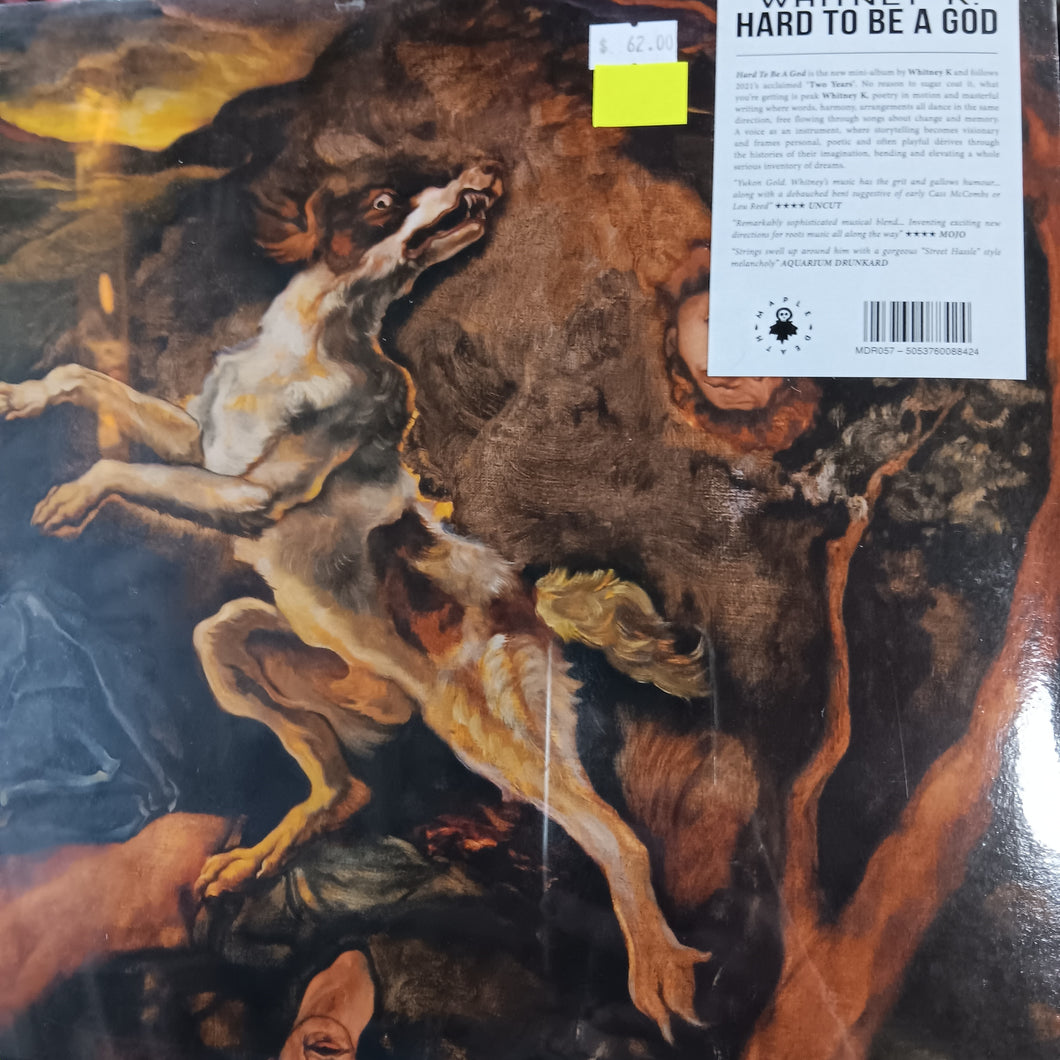 WHITNEY K.
HARD TO BE A GOD
$. 62.00
Hard To Be A God is the new mini-album by Whitney K and follows
2021's acclaimed 'Two Years'. No reason to sugar coat it, what
you're getting is peak Whitney K, poetry in motion and masterful
writing where words, harmony, arrangements all dance in the same
direction, free flowing through songs about change and memory.
A voice as an instrument, where storytelling becomes visionary
and frames personal, poetic and often playful dérives through
the histories of their imagination, bending and elevating a whole
serious inventory of dreams.
"Yukon Gold. Whitney's music has the grit and gallows humour...
along with a debauched bent suggestive of early Cass McCombs or
Lou Reed" ★★★★ UNCUT
"Remarkably sophisticated musical blend... Inventing exciting new
directions for roots music all along the way" ★★★★ MOJO
"Strings swell up around him with a gorgeous "Street Hassle" style
melancholy" AQUARIUM DRUNKARD
MAPLE DEATH
MDR057 – 5053760088424